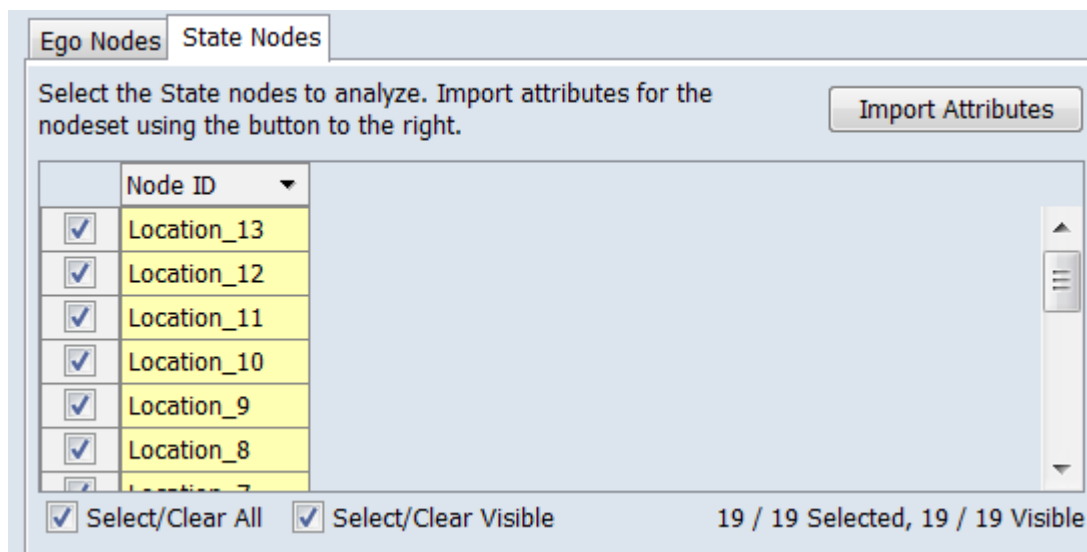 Ego Nodes State Nodes
Select the State nodes to analyze. Import attributes for the
nodeset using the button to the right.
Import Attributes
Node ID
Location_13
Location_12
Location_11
Location_10
Location_9
Location_8
Location_7
Select/Clear All Select/Clear Visible 19 / 19 Selected, 19 / 19 Visible